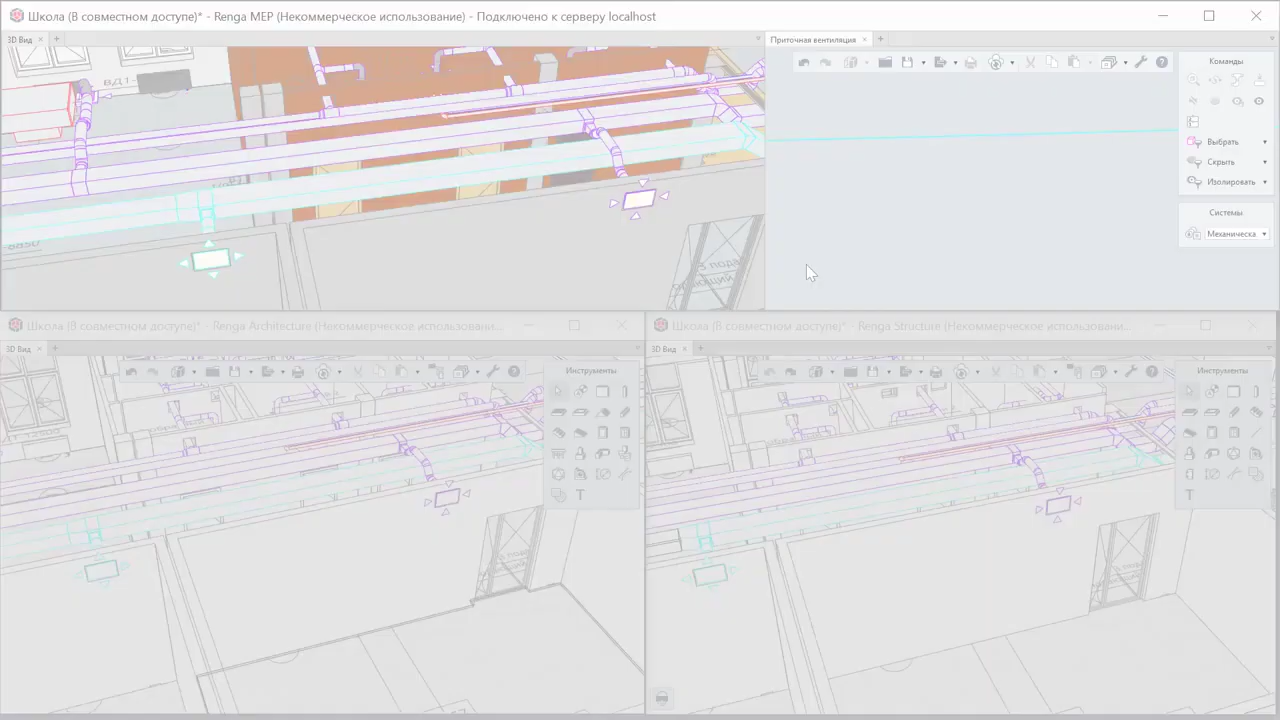 Школа (В совместном доступе)* - Renga MEP (Некоммерческое использование) - Подключено к серверу localhost
3D Вид
Приточная вентиляция
Команды
Выбрать
Скрыть
Изолировать
Системы
Механическа
ВД1-
8850
Школа (В совместном доступе)* - Renga Architecture (Некоммерческое использовани...
3D Вид
Инструменты
Школа (В совместном доступе)* - Renga Structure (Некоммерческое использовани...
3D Вид
Инструменты